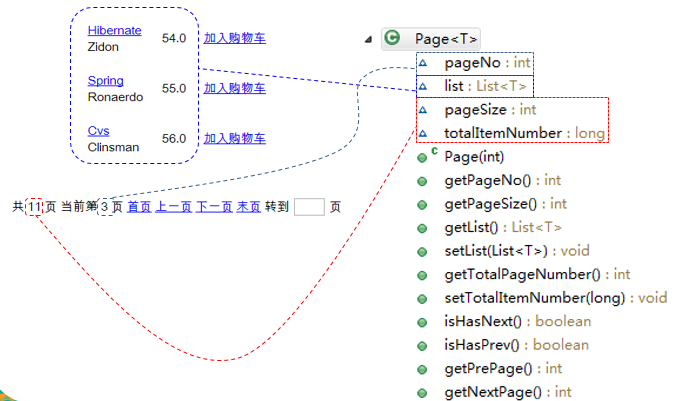 Hibernate
Zidon
54.0 加入购物车
Spring
Ronaerdo
55.0 加入购物车
Cvs
Clinsman
56.0 加入购物车
共 11 页 当前第 3 页 首页 上一页 下一页 末页 转到 页
C Page<T>
pageNo : int
list : List<T>
pageSize : int
totalItemNumber : long
C Page(int)
getPageNo() : int
getPageSize() : int
getList() : List<T>
setList(List<T>) : void
getTotalPageNumber() : int
setTotalItemNumber(long) : void
isHasNext() : boolean
isHasPrev() : boolean
getPrePage() : int
getNextPage() : int